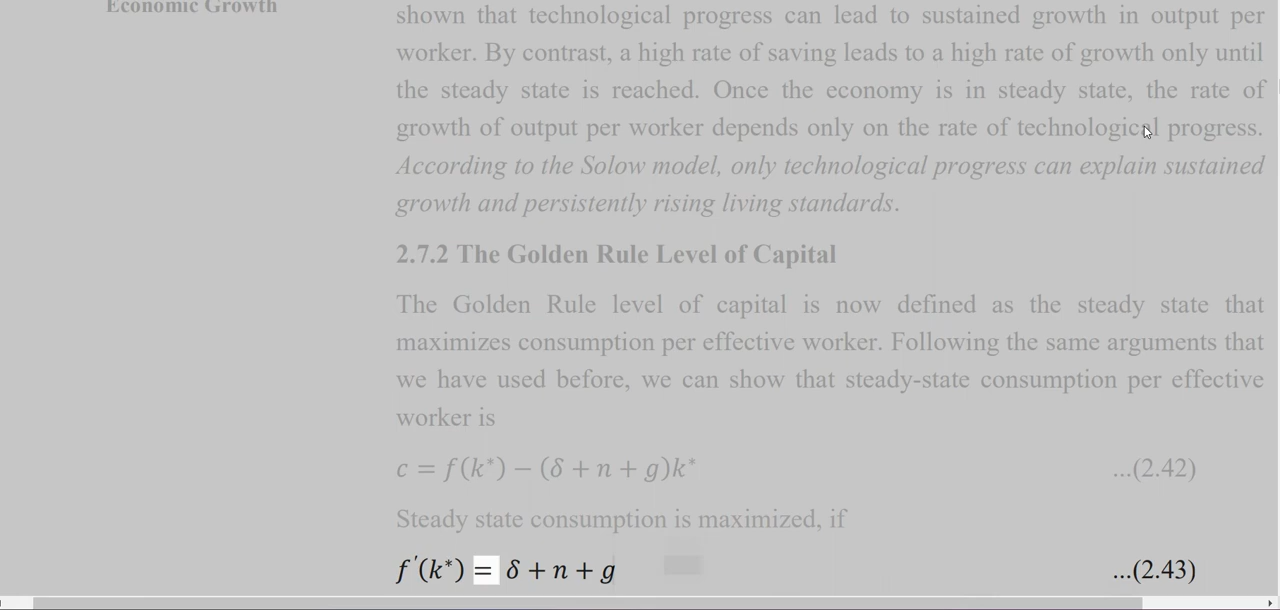 Economic Growth
shown that technological progress can lead to sustained growth in output per
worker. By contrast, a high rate of saving leads to a high rate of growth only until
the steady state is reached. Once the economy is in steady state, the rate of
growth of output per worker depends only on the rate of technological progress.
According to the Solow model, only technological progress can explain sustained
growth and persistently rising living standards.
2.7.2 The Golden Rule Level of Capital
The Golden Rule level of capital is now defined as the steady state that
maximizes consumption per effective worker. Following the same arguments that
we have used before, we can show that steady-state consumption per effective
worker is
c = f(k*) − (δ + n + g)k* ...(2.42)
Steady state consumption is maximized, if
f′(k*) = δ + n + g ...(2.43)